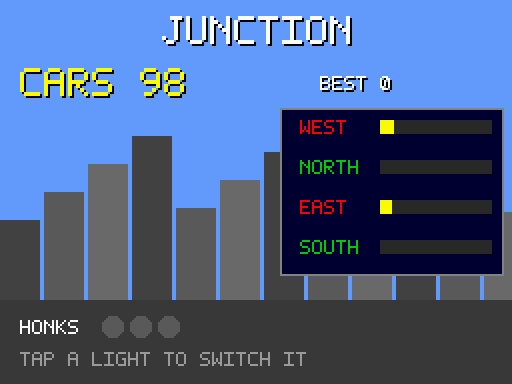 JUNCTION
CARS 98
BEST 0
WEST
NORTH
EAST
SOUTH
HONKS
TAP A LIGHT TO SWITCH IT